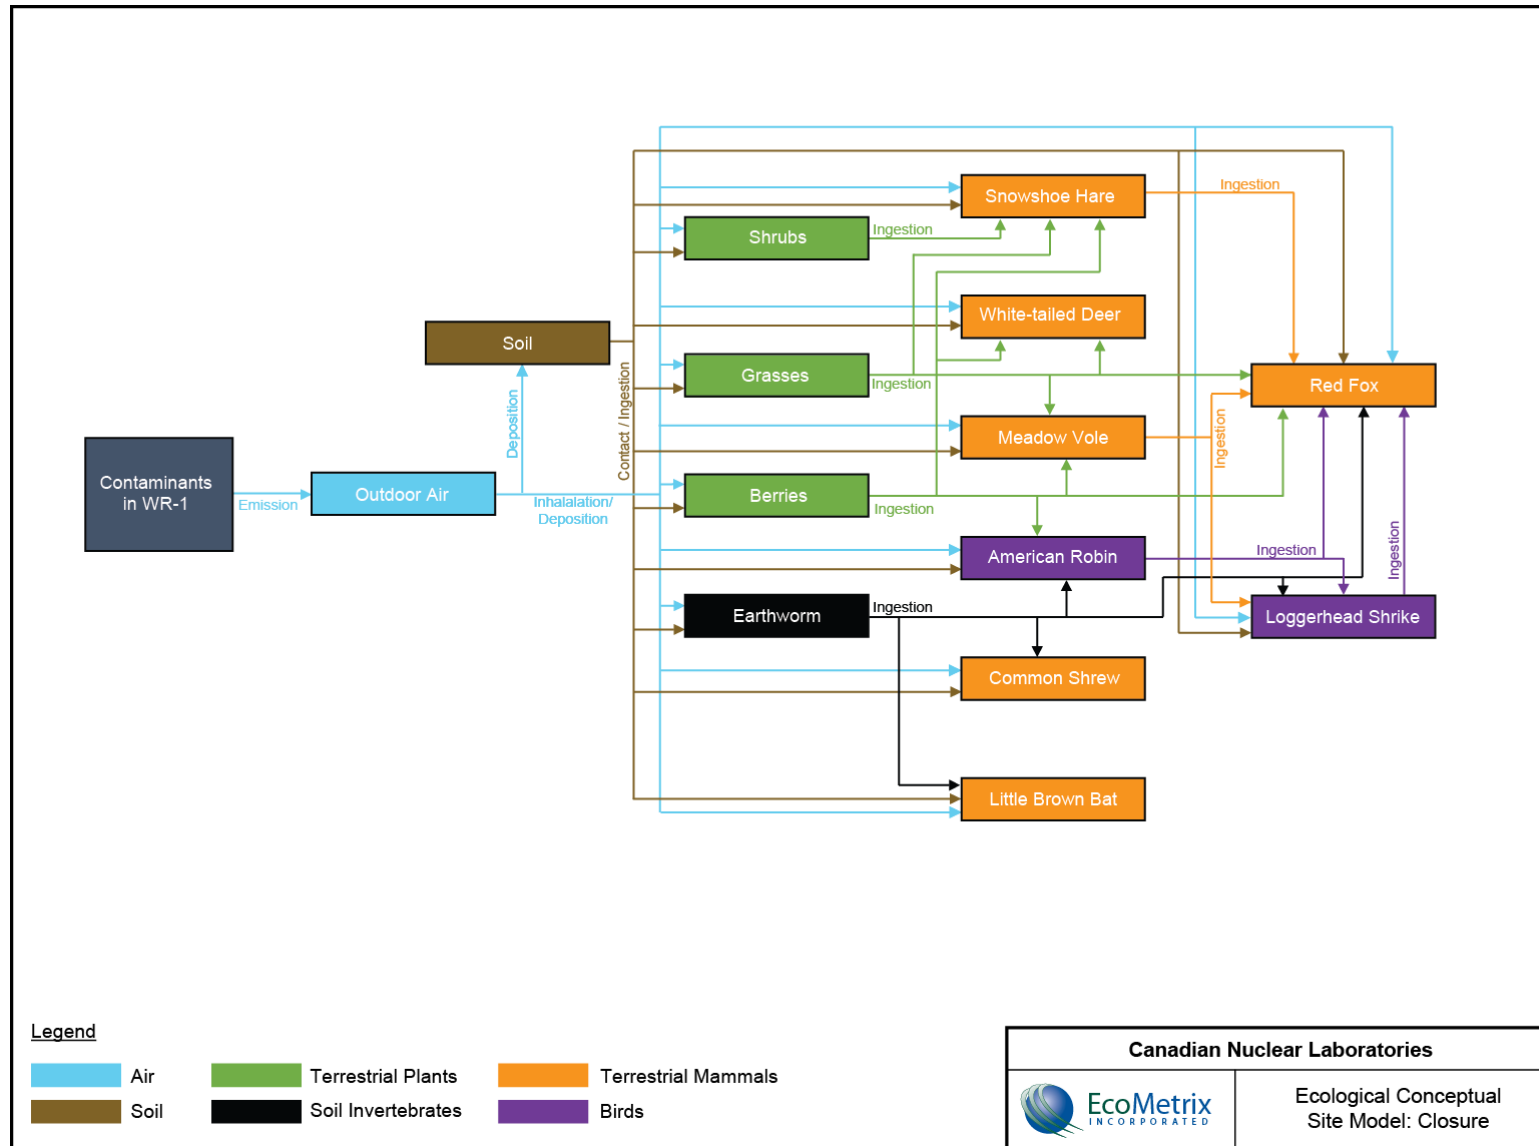 Ingestion
Snowshoe Hare
Shrubs
Ingestion
White-tailed Deer
Soil
Grasses
Ingestion
Red Fox
Contact / Ingestion
Deposition
Meadow Vole
Ingestion
Contaminants
in WR-1
Emission
Outdoor Air
Inhalalation/
Deposition
Berries
Ingestion
American Robin
Ingestion
Ingestion
Earthworm
Ingestion
Loggerhead Shrike
Common Shrew
Little Brown Bat
Legend
Air
Terrestrial Plants
Terrestrial Mammals
Soil
Soil Invertebrates
Birds
Canadian Nuclear Laboratories
EcoMetrix
INCORPORATED
Ecological Conceptual
Site Model: Closure